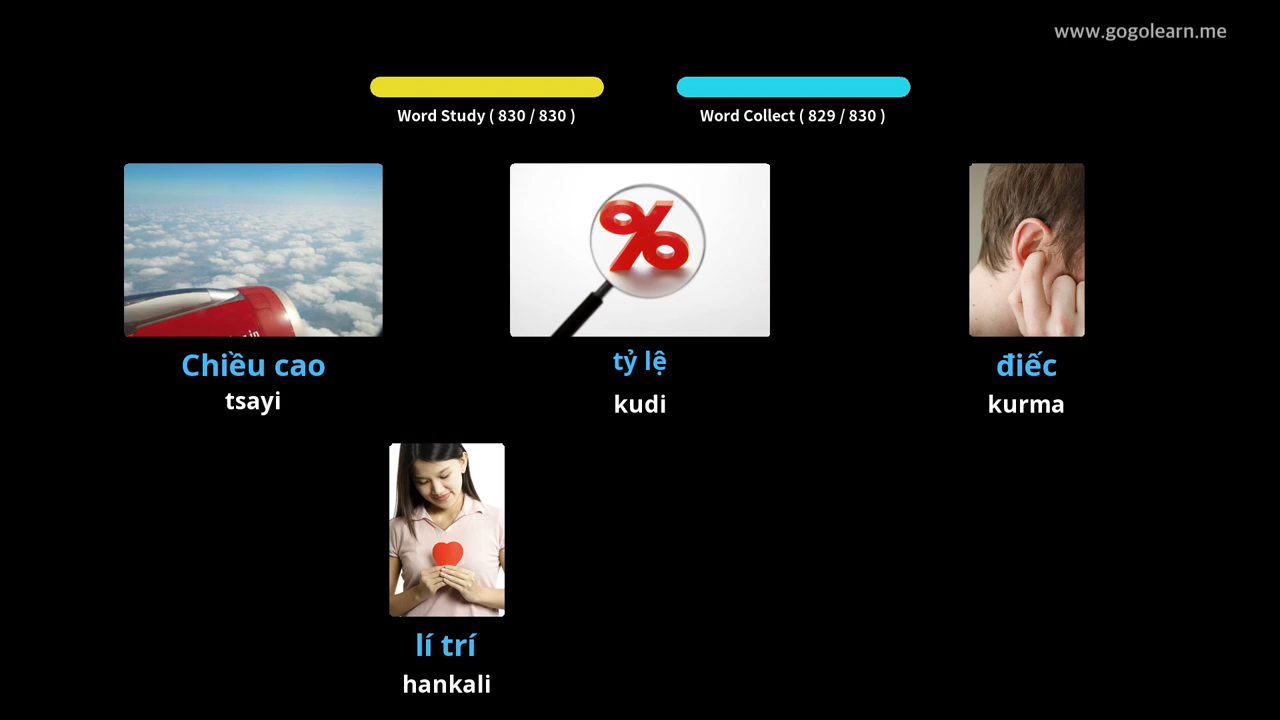 www.gogolearn.me
Word Study ( 830 / 830 )
Word Collect ( 829 / 830 )
%
Chiều cao
tsayi
tỷ lệ
kudi
điếc
kurma
lí trí
hankali